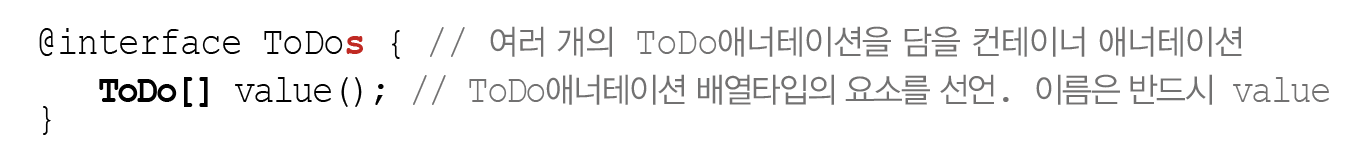 @interface ToDos { // 여러 개의 ToDo애너테이션을 담을 컨테이너 애너테이션
ToDo[] value(); // ToDo애너테이션 배열타입의 요소를 선언. 이름은 반드시 value
}